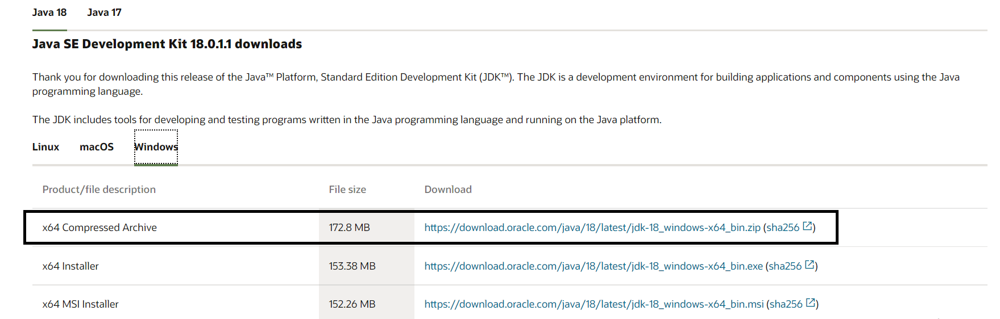 Java 18 Java 17
Java SE Development Kit 18.0.1.1 downloads
Thank you for downloading this release of the Java™ Platform, Standard Edition Development Kit (JDK™). The JDK is a development environment for building applications and components using the Java
programming language.
The JDK includes tools for developing and testing programs written in the Java programming language and running on the Java platform.
Linux macOS Windows
Product/file description File size Download
x64 Compressed Archive 172.8 MB https://download.oracle.com/java/18/latest/jdk-18_windows-x64_bin.zip (sha256)
x64 Installer 153.38 MB https://download.oracle.com/java/18/latest/jdk-18_windows-x64_bin.exe (sha256)
x64 MSI Installer 152.26 MB https://download.oracle.com/java/18/latest/jdk-18_windows-x64_bin.msi (sha256)